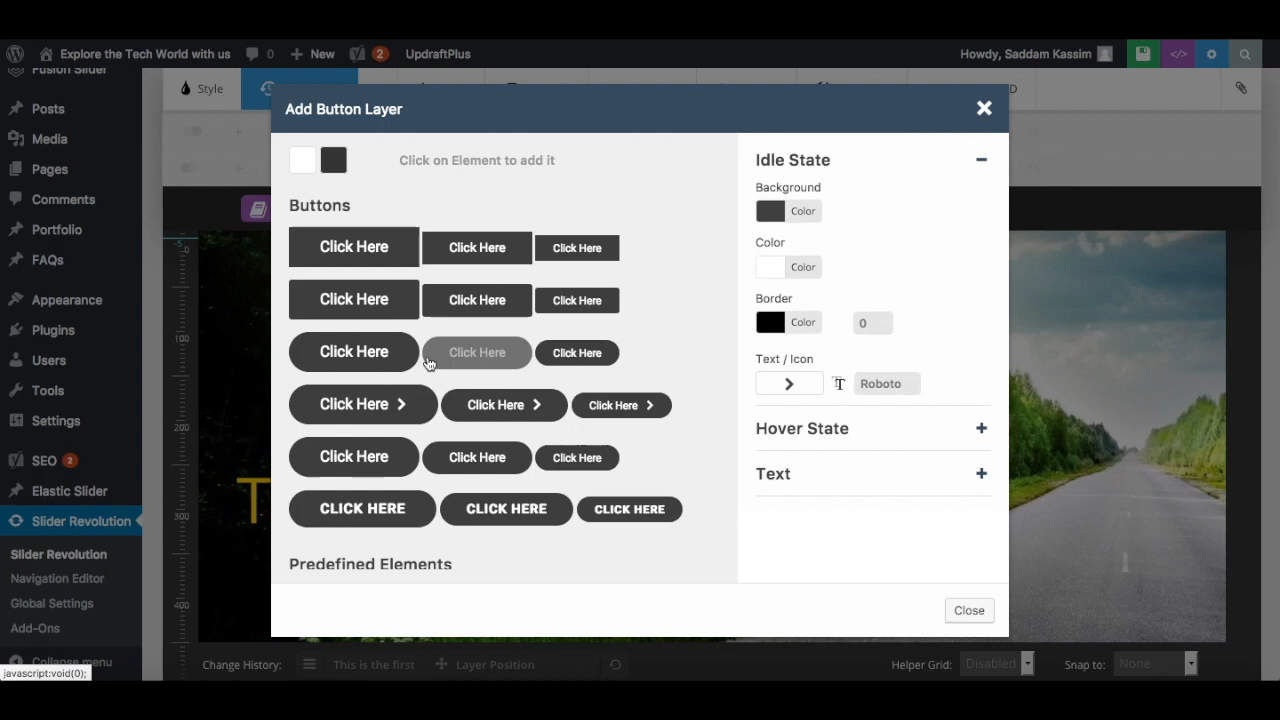 Explore the Tech World with us 0 New 2 UpdraftPlus Howdy, Saddam Kassim </>
Fusion Slider
Posts
Media
Pages
Comments
Portfolio
FAQs
Appearance
Plugins
Users
Tools
Settings
SEO 2
Elastic Slider
Slider Revolution
Slider Revolution
Navigation Editor
Global Settings
Add-Ons
Collapse menu
javascript:void(0);
Style
D
Add Button Layer
Click on Element to add it
Buttons
Click Here Click Here Click Here
Click Here Click Here Click Here
Click Here Click Here Click Here
Click Here Click Here Click Here
Click Here Click Here Click Here
CLICK HERE CLICK HERE CLICK HERE
Predefined Elements
Idle State
Background
Color
Color
Color
Border
Color 0
Text / Icon
Roboto
Hover State
Text
Close
-5
0
100
200
300
400
T
Change History: This is the first Layer Position Helper Grid: Disabled Snap to: None